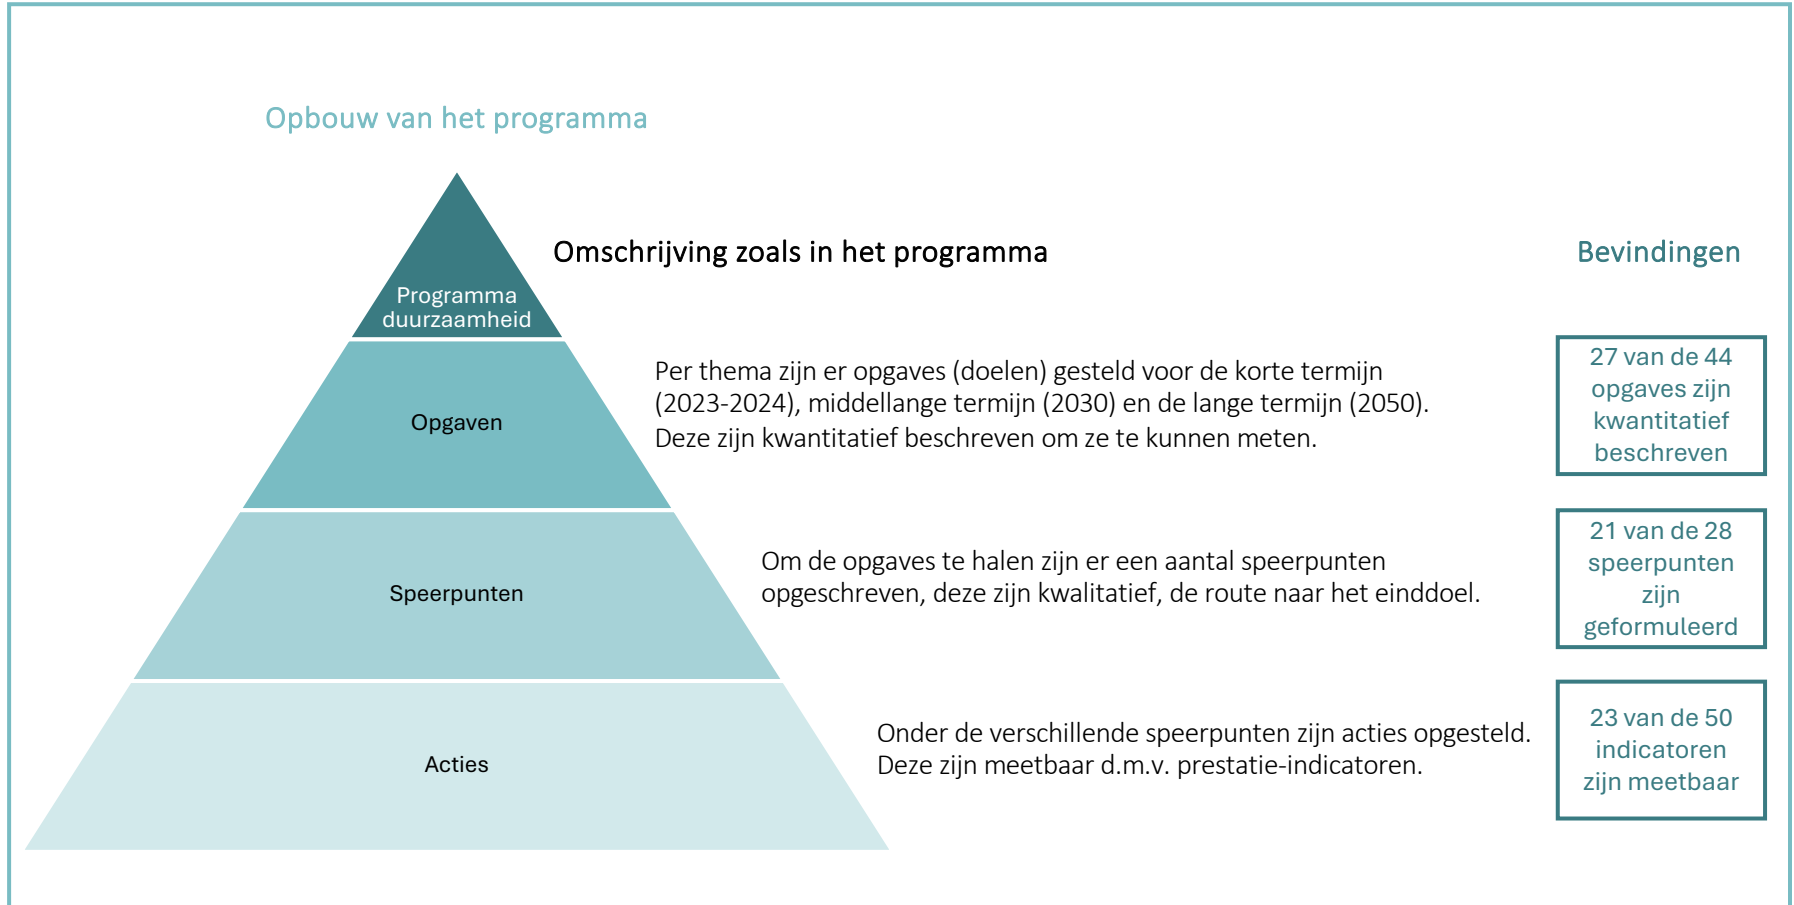 Opbouw van het programma
Omschrijving zoals in het programma
Bevindingen
Programma
duurzaamheid
Opgaven
Per thema zijn er opgaves (doelen) gesteld voor de korte termijn
(2023-2024), middellange termijn (2030) en de lange termijn (2050).
Deze zijn kwantitatief beschreven om ze te kunnen meten.
27 van de 44
opgaves zijn
kwantitatief
beschreven
Speerpunten
Om de opgaves te halen zijn er een aantal speerpunten
opgeschreven, deze zijn kwalitatief, de route naar het einddoel.
21 van de 28
speerpunten
zijn
geformuleerd
Acties
Onder de verschillende speerpunten zijn acties opgesteld.
Deze zijn meetbaar d.m.v. prestatie-indicatoren.
23 van de 50
indicatoren
zijn meetbaar